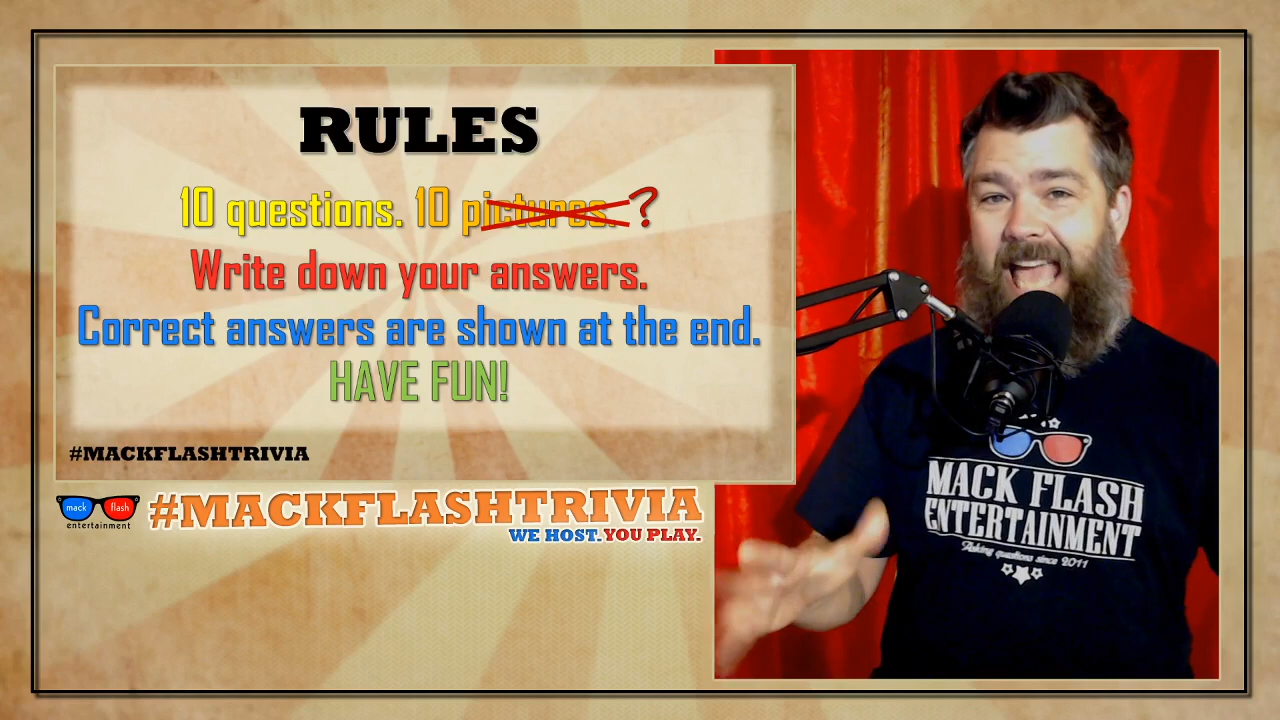 RULES
10 questions. 10 pictures. ?
Write down your answers.
Correct answers are shown at the end.
HAVE FUN!
#MACKFLASHTRIVIA
mack flash
entertainment
#MACKFLASHTRIVIA
WE HOST. YOU PLAY.
MACK FLASH
ENTERTAINMENT
Asking questions since 2011